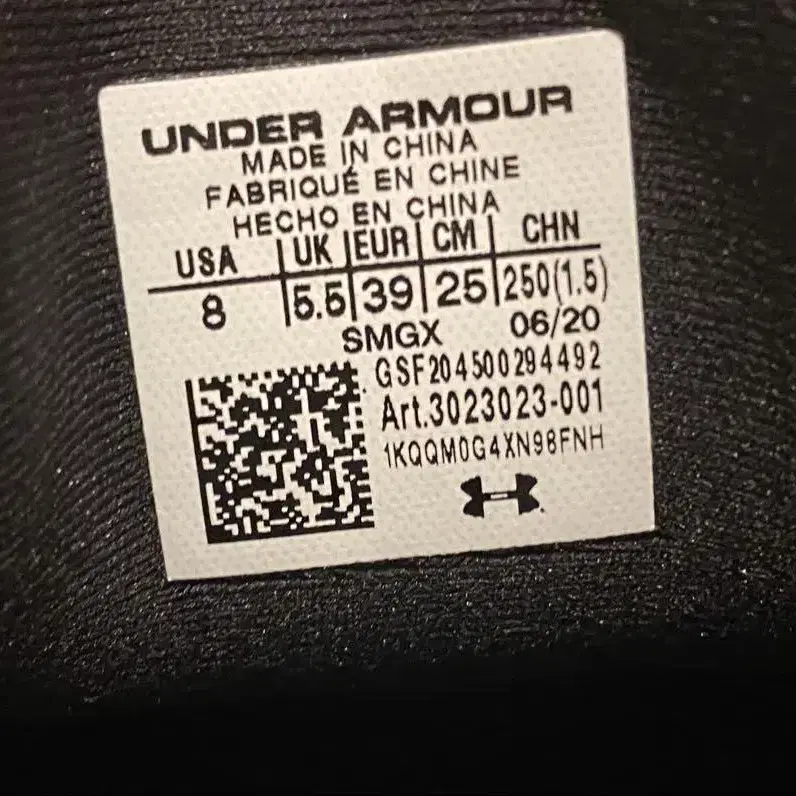 UNDER ARMOUR
MADE IN CHINA
FABRIQUÉ EN CHINE
HECHO EN CHINA
USA UK EUR CM CHN
8 5.5 39 25 250(1.5)
SMGX 06/20
GSF204500294492
Art.3023023-001
1KQQM0G4XN98FNH